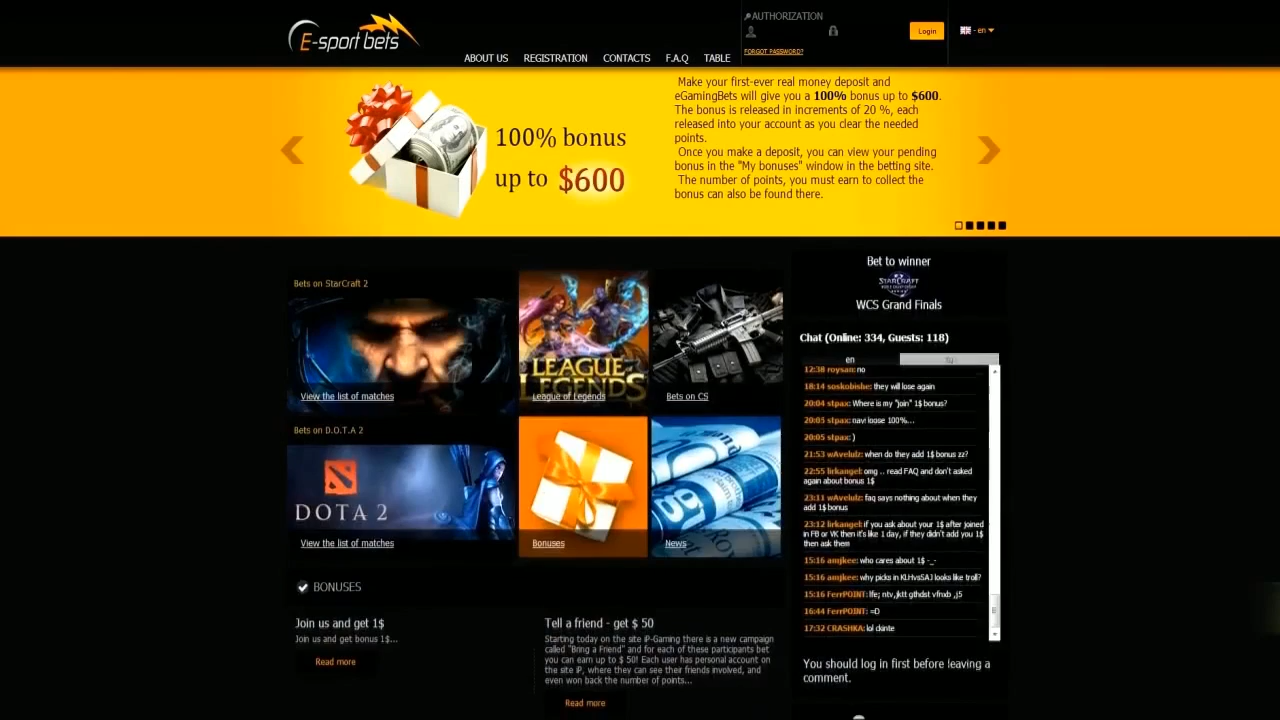 E-sport bets
AUTHORIZATION
Login
- en
FORGOT PASSWORD?
ABOUT US REGISTRATION CONTACTS F.A.Q TABLE
100% bonus
up to $600
Make your first-ever real money deposit and
eGamingBets will give you a 100% bonus up to $600.
The bonus is released in increments of 20 %, each
released into your account as you clear the needed
points.
Once you make a deposit, you can view your pending
bonus in the "My bonuses" window in the betting site.
The number of points, you must earn to collect the
bonus can also be found there.
Bets on StarCraft 2
View the list of matches
LEAGUE
LEGENDS
League of Legends
Bets on CS
Bets on D.O.T.A 2
DOTA 2
View the list of matches
Bonuses
News
BONUSES
Join us and get 1$
Join us and get bonus 1$...
Read more
Tell a friend - get $ 50
Starting today on the site iP-Gaming there is a new campaign
called "Bring a Friend" and for each of these participants bet
you can earn up to $ 50! Each user has personal account on
the site iP, where they can see their friends involved, and
even won back the number of points...
Read more
Bet to winner
STARCRAFT
WCS Grand Finals
Chat (Online: 334, Guests: 118)
en
12:38 roysan: no
18:14 soskobishe: they will lose again
20:04 stpax: Where is my "join" 1$ bonus?
20:05 stpax: navi loose 100%...
20:05 stpax: )
21:53 wAvelulz: when do they add 1$ bonus zz?
22:55 lirkangel: omg .. read FAQ and don't asked
again about bonus 1$
23:11 wAvelulz: faq says nothing about when they
add 1$ bonus
23:12 lirkangel: if you ask about your 1$ after joined
in FB or VK then it's like 1 day, if they didn't add you 1$
then ask them
15:16 amjkee: who cares about 1$ -_-
15:16 amjkee: why picks in KLHvsSAJ looks like troll?
15:16 FerrPOINT: lfe; ntv,jktt gthdst vfnxb ,j5
16:44 FerrPOINT: =D
17:32 CRASHKA: lol ckinte
You should log in first before leaving a
comment.